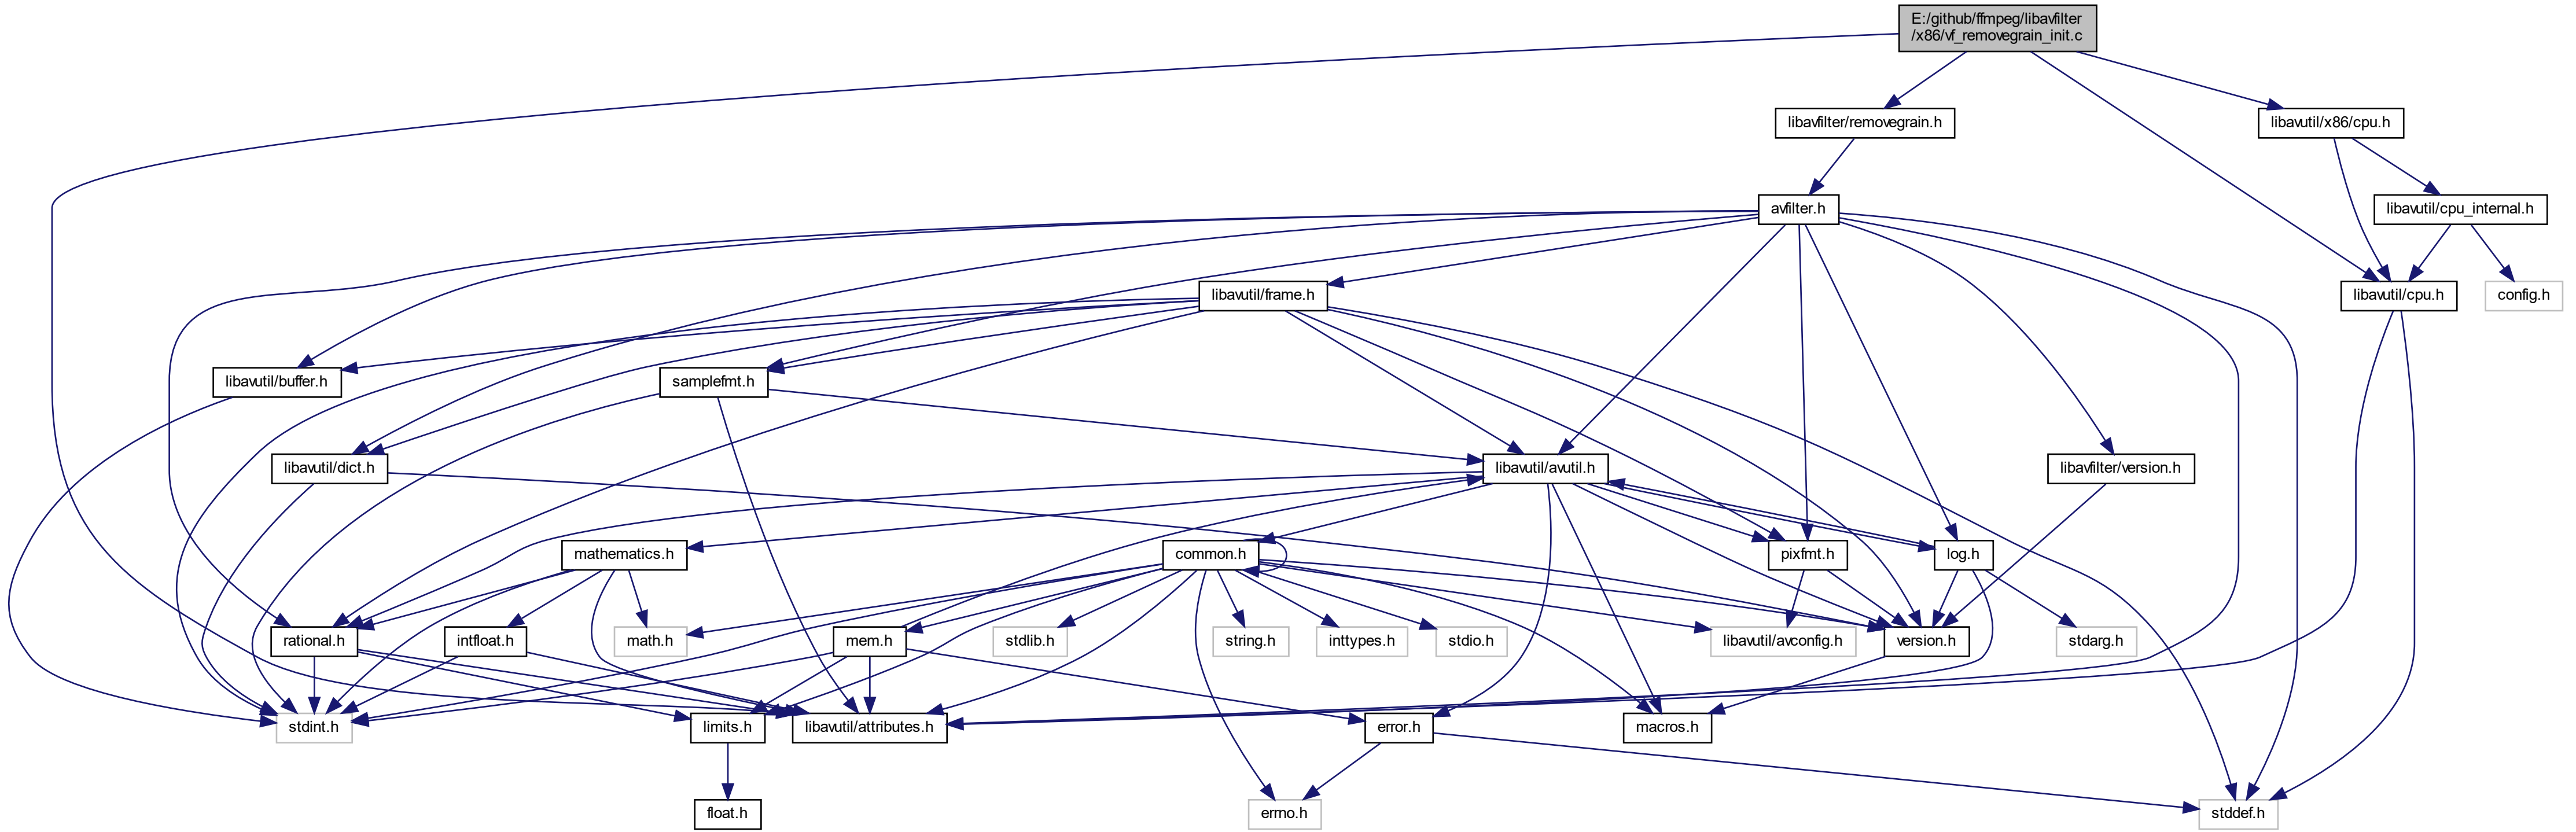 E:/github/ffmpeg/libavfilter
/x86/vf_removegrain_init.c
libavfilter/removegrain.h
libavutil/x86/cpu.h
avfilter.h
libavutil/cpu_internal.h
libavutil/frame.h
libavutil/cpu.h
config.h
libavutil/buffer.h
samplefmt.h
libavutil/dict.h
libavutil/avutil.h
libavfilter/version.h
mathematics.h
common.h
pixfmt.h
log.h
rational.h
intfloat.h
math.h
mem.h
stdlib.h
string.h
inttypes.h
stdio.h
libavutil/avconfig.h
version.h
stdarg.h
stdint.h
limits.h
libavutil/attributes.h
error.h
macros.h
float.h
errno.h
stddef.h